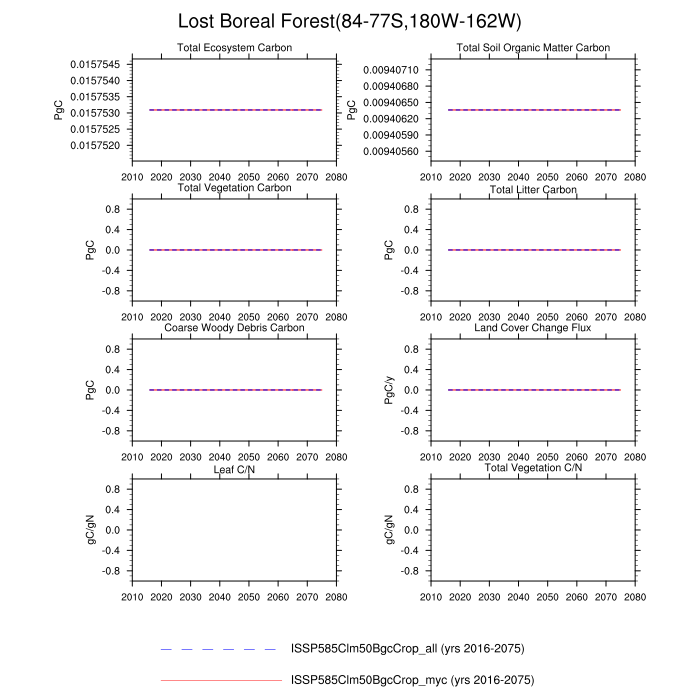 Lost Boreal Forest(84-77S,180W-162W)
Total Ecosystem Carbon
PgC
0.0157545
0.0157540
0.0157535
0.0157530
0.0157525
0.0157520
2010 2020 2030 2040 2050 2060 2070 2080
Total Soil Organic Matter Carbon
PgC
0.00940710
0.00940680
0.00940650
0.00940620
0.00940590
0.00940560
2010 2020 2030 2040 2050 2060 2070 2080
Total Vegetation Carbon
PgC
0.8
0.4
0.0
-0.4
-0.8
2010 2020 2030 2040 2050 2060 2070 2080
Total Litter Carbon
PgC
0.8
0.4
0.0
-0.4
-0.8
2010 2020 2030 2040 2050 2060 2070 2080
Coarse Woody Debris Carbon
PgC
0.8
0.4
0.0
-0.4
-0.8
2010 2020 2030 2040 2050 2060 2070 2080
Land Cover Change Flux
PgC/y
0.8
0.4
0.0
-0.4
-0.8
2010 2020 2030 2040 2050 2060 2070 2080
Leaf C/N
gC/gN
0.8
0.4
0.0
-0.4
-0.8
2010 2020 2030 2040 2050 2060 2070 2080
Total Vegetation C/N
gC/gN
0.8
0.4
0.0
-0.4
-0.8
2010 2020 2030 2040 2050 2060 2070 2080
ISSP585Clm50BgcCrop_all (yrs 2016-2075)
ISSP585Clm50BgcCrop_myc (yrs 2016-2075)